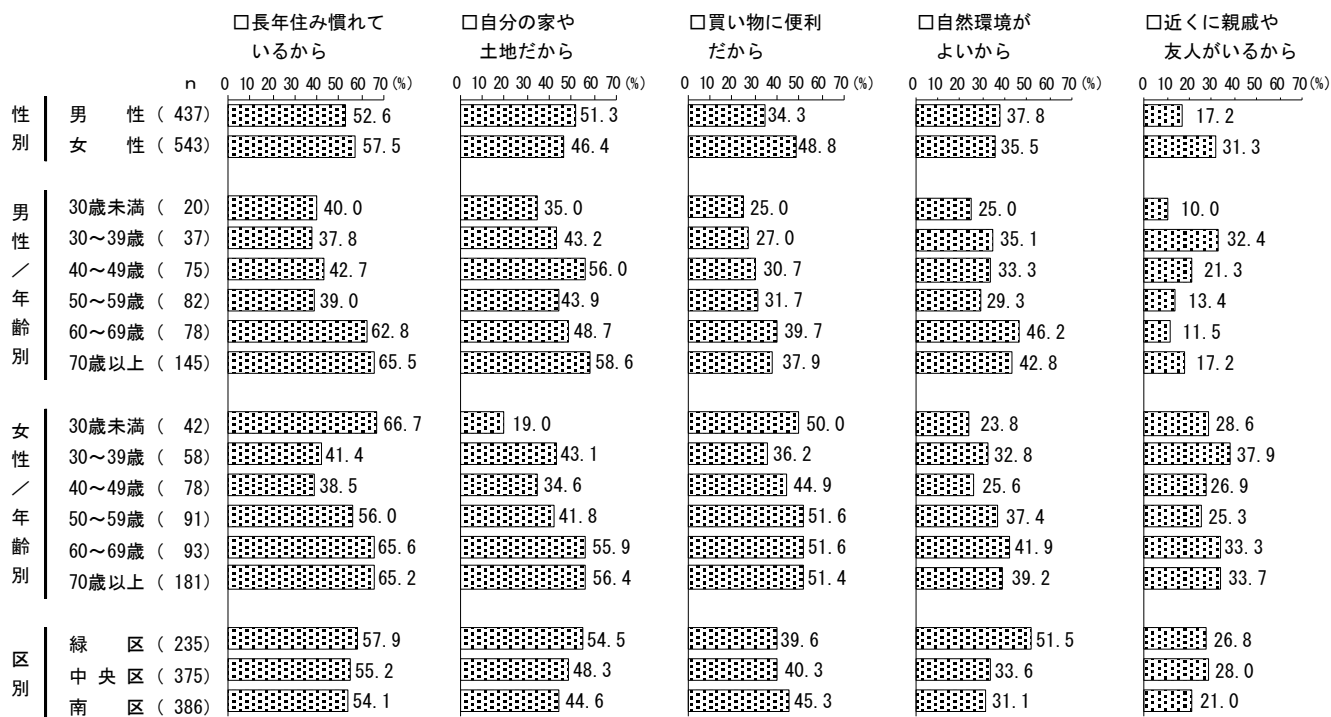 □長年住み慣れて □自分の家や □買い物に便利 □自然環境が □近くに親戚や
いるから 土地だから だから よいから 友人がいるから
n 0 10 20 30 40 50 60 70 (%) 0 10 20 30 40 50 60 70 (%) 0 10 20 30 40 50 60 70 (%) 0 10 20 30 40 50 60 70 (%) 0 10 20 30 40 50 60 70 (%)
性別
男 性 ( 437) 52.6 51.3 34.3 37.8 17.2
女 性 ( 543) 57.5 46.4 48.8 35.5 31.3
男性/年齢別
30歳未満 ( 20) 40.0 35.0 25.0 25.0 10.0
30~39歳 ( 37) 37.8 43.2 27.0 35.1 32.4
40~49歳 ( 75) 42.7 56.0 30.7 33.3 21.3
50~59歳 ( 82) 39.0 43.9 31.7 29.3 13.4
60~69歳 ( 78) 62.8 48.7 39.7 46.2 11.5
70歳以上 ( 145) 65.5 58.6 37.9 42.8 17.2
女性/年齢別
30歳未満 ( 42) 66.7 19.0 50.0 23.8 28.6
30~39歳 ( 58) 41.4 43.1 36.2 32.8 37.9
40~49歳 ( 78) 38.5 34.6 44.9 25.6 26.9
50~59歳 ( 91) 56.0 41.8 51.6 37.4 25.3
60~69歳 ( 93) 65.6 55.9 51.6 41.9 33.3
70歳以上 ( 181) 65.2 56.4 51.4 39.2 33.7
区別
緑 区 ( 235) 57.9 54.5 39.6 51.5 26.8
中 央 区 ( 375) 55.2 48.3 40.3 33.6 28.0
南 区 ( 386) 54.1 44.6 45.3 31.1 21.0